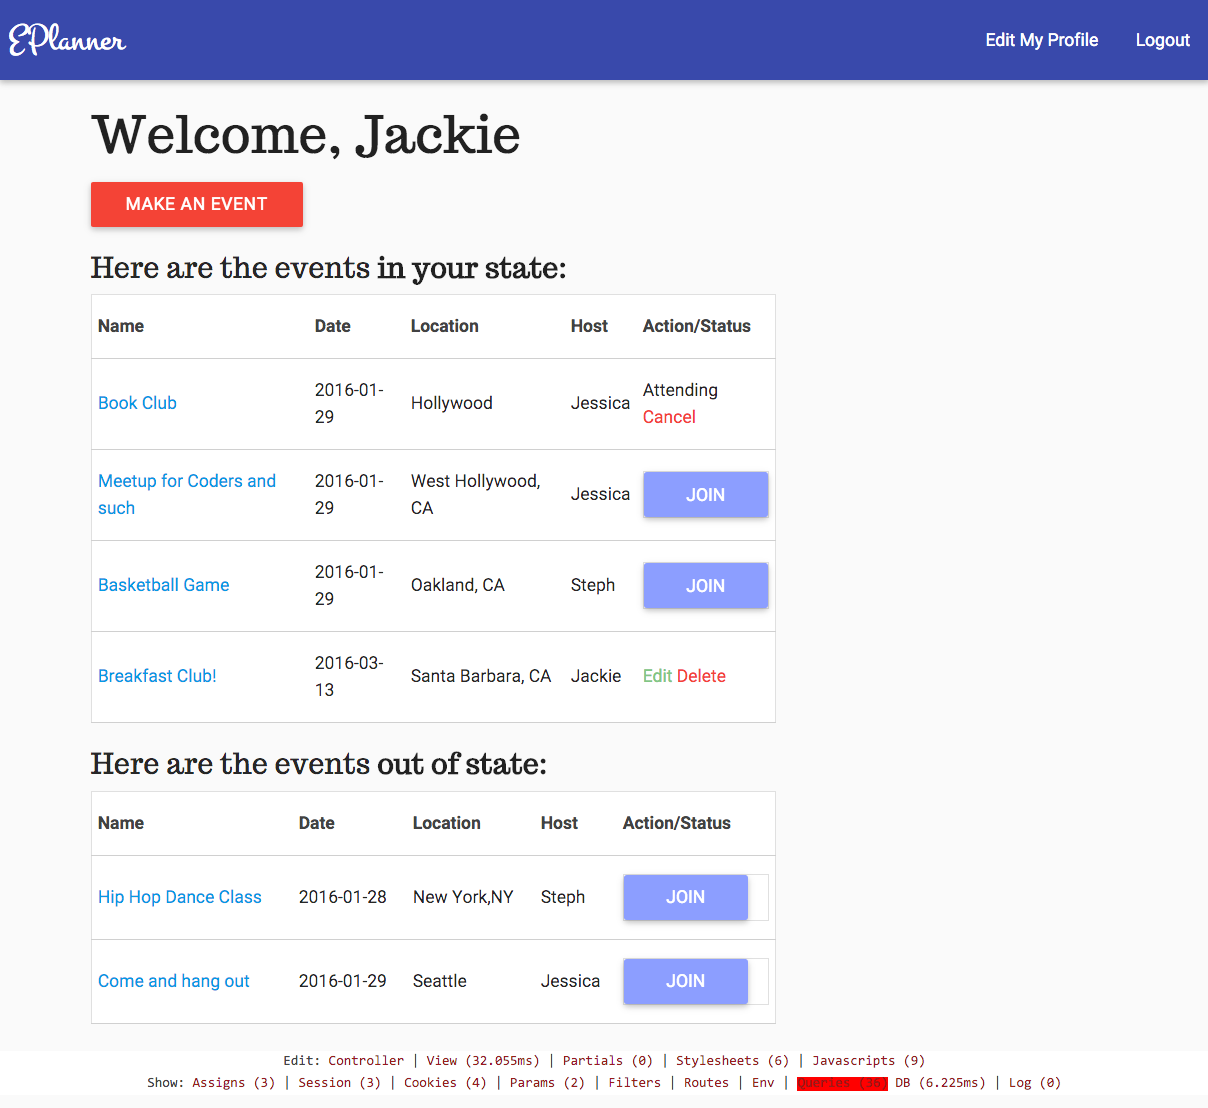 EPlanner Edit My Profile Logout
Welcome, Jackie
MAKE AN EVENT
Here are the events in your state:
Name Date Location Host Action/Status
Book Club 2016-01-29 Hollywood Jessica Attending Cancel
Meetup for Coders and such 2016-01-29 West Hollywood, CA Jessica JOIN
Basketball Game 2016-01-29 Oakland, CA Steph JOIN
Breakfast Club! 2016-03-13 Santa Barbara, CA Jackie Edit Delete
Here are the events out of state:
Name Date Location Host Action/Status
Hip Hop Dance Class 2016-01-28 New York,NY Steph JOIN
Come and hang out 2016-01-29 Seattle Jessica JOIN
Edit: Controller | View (32.055ms) | Partials (0) | Stylesheets (6) | Javascripts (9)
Show: Assigns (3) | Session (3) | Cookies (4) | Params (2) | Filters | Routes | Env | Queries (36) DB (6.225ms) | Log (0)